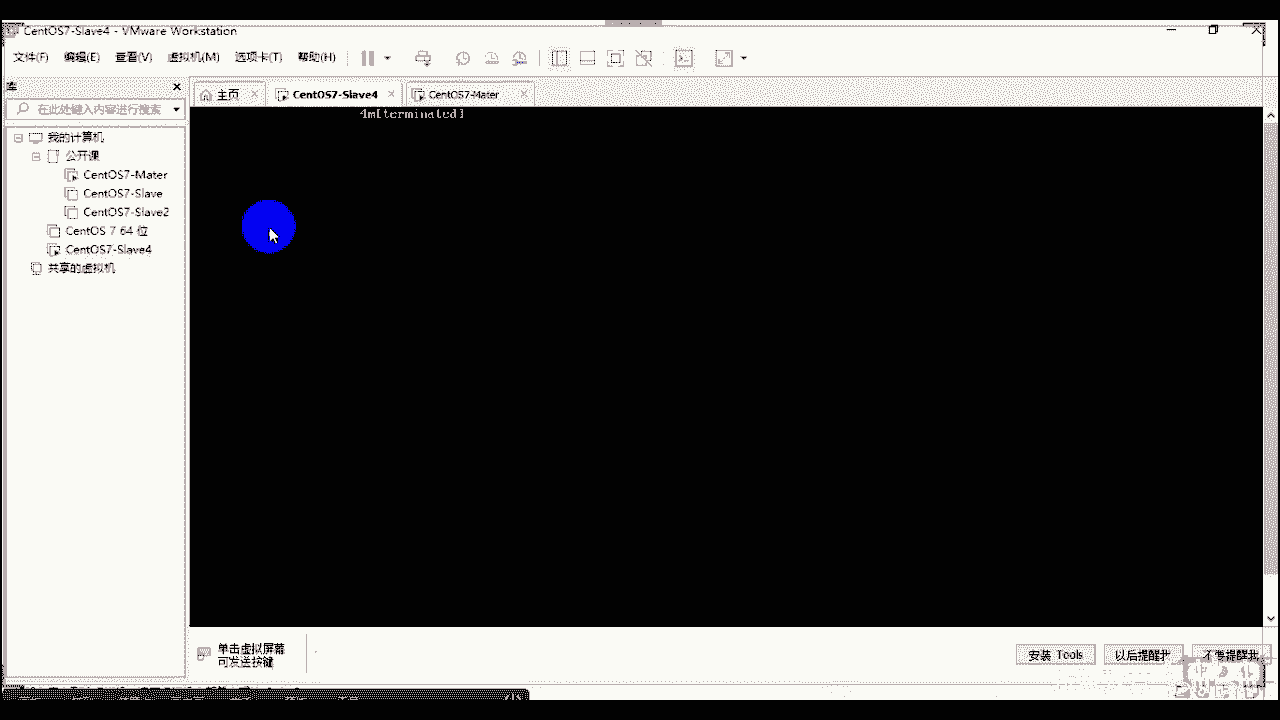 CentOS7-Slave4 - VMware Workstation
文件(F) 编辑(E) 查看(V) 虚拟机(M) 选项卡(T) 帮助(H)
库
在此处键入内容进行搜索
主页 CentOS7-Slave4 CentOS7-Mater
4m[terminated]
我的计算机
公开课
CentOS7-Mater
CentOS7-Slave
CentOS7-Slave2
CentOS 7 64 位
CentOS7-Slave4
共享的虚拟机
单击虚拟屏幕
可发送按键
安装 Tools 以后提醒我 不再提醒我